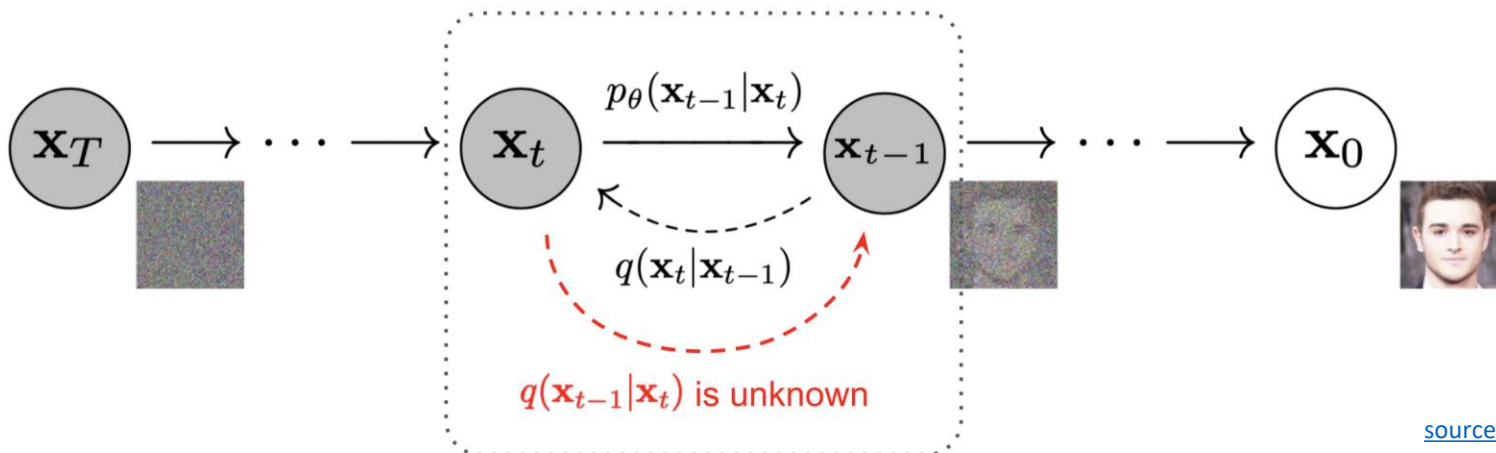 p_θ(x_{t−1}|x_t)
x_T ⋯ x_t x_{t−1} ⋯ x_0
q(x_t|x_{t−1})
q(x_{t−1}|x_t) is unknown
source